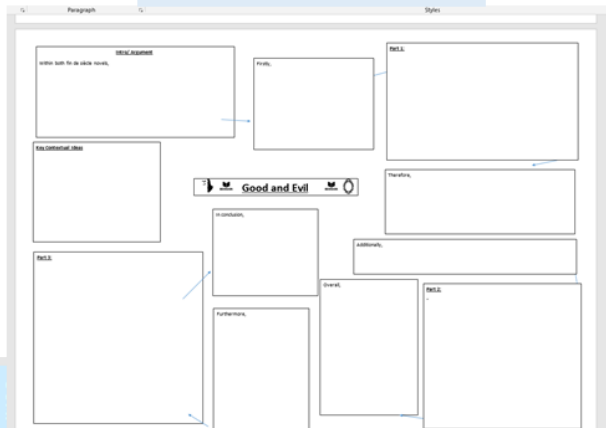 Paragraph
Styles
Intro/ Argument
Within both fin de siècle novels,
Firstly,
Part 1:
Key Contextual Ideas
Therefore,
Good and Evil
In conclusion,
Additionally,
Part 3:
Overall,
Part 2:
Furthermore,